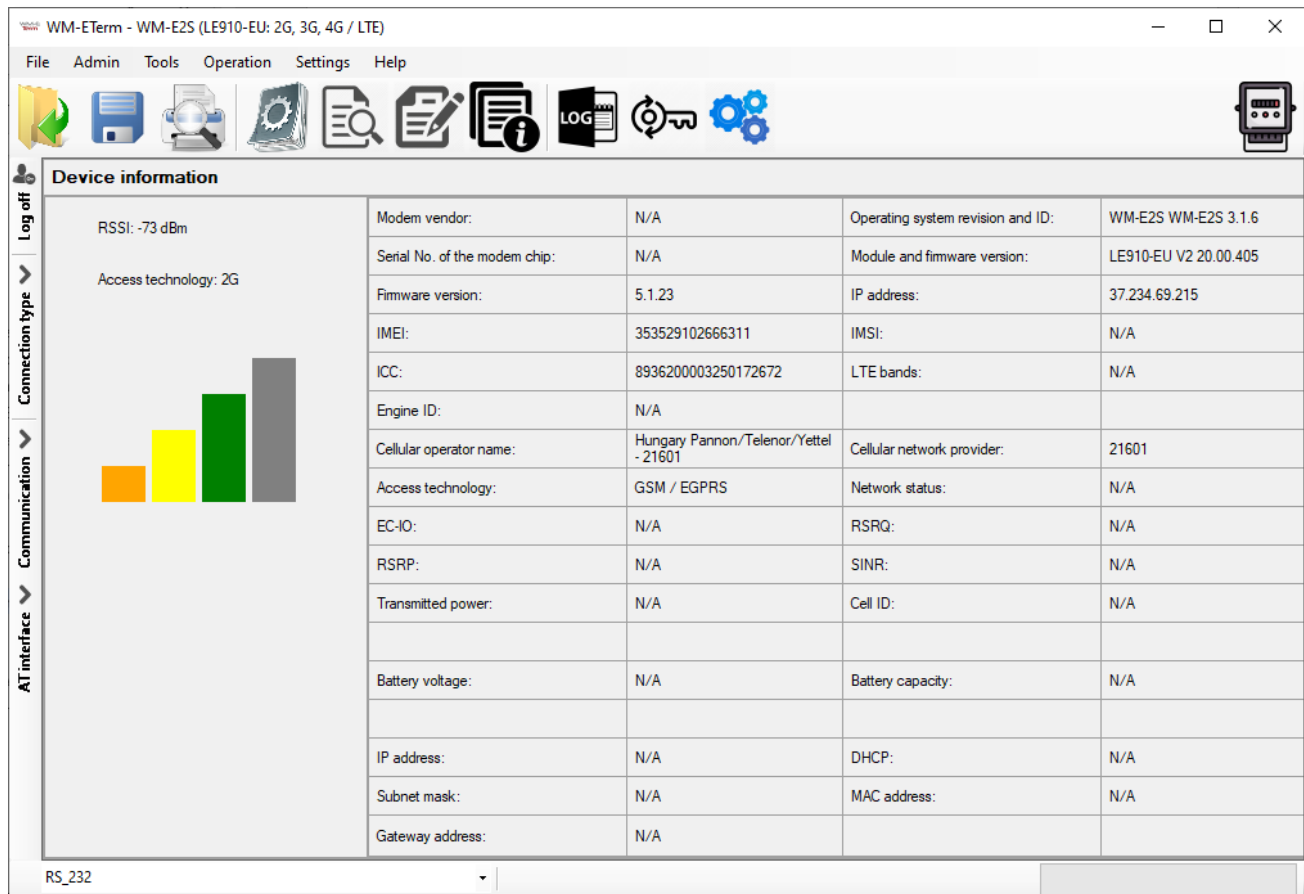 WM-ETerm - WM-E2S (LE910-EU: 2G, 3G, 4G / LTE)
File Admin Tools Operation Settings Help
LOG
Log off
Connection type
Communication
AT interface
Device information
RSSI: -73 dBm
Access technology: 2G
Modem vendor: N/A Operating system revision and ID: WM-E2S WM-E2S 3.1.6
Serial No. of the modem chip: N/A Module and firmware version: LE910-EU V2 20.00.405
Firmware version: 5.1.23 IP address: 37.234.69.215
IMEI: 353529102666311 IMSI: N/A
ICC: 8936200003250172672 LTE bands: N/A
Engine ID: N/A
Cellular operator name: Hungary Pannon/Telenor/Yettel
- 21601 Cellular network provider: 21601
Access technology: GSM / EGPRS Network status: N/A
EC-IO: N/A RSRQ: N/A
RSRP: N/A SINR: N/A
Transmitted power: N/A Cell ID: N/A
Battery voltage: N/A Battery capacity: N/A
IP address: N/A DHCP: N/A
Subnet mask: N/A MAC address: N/A
Gateway address: N/A
RS_232